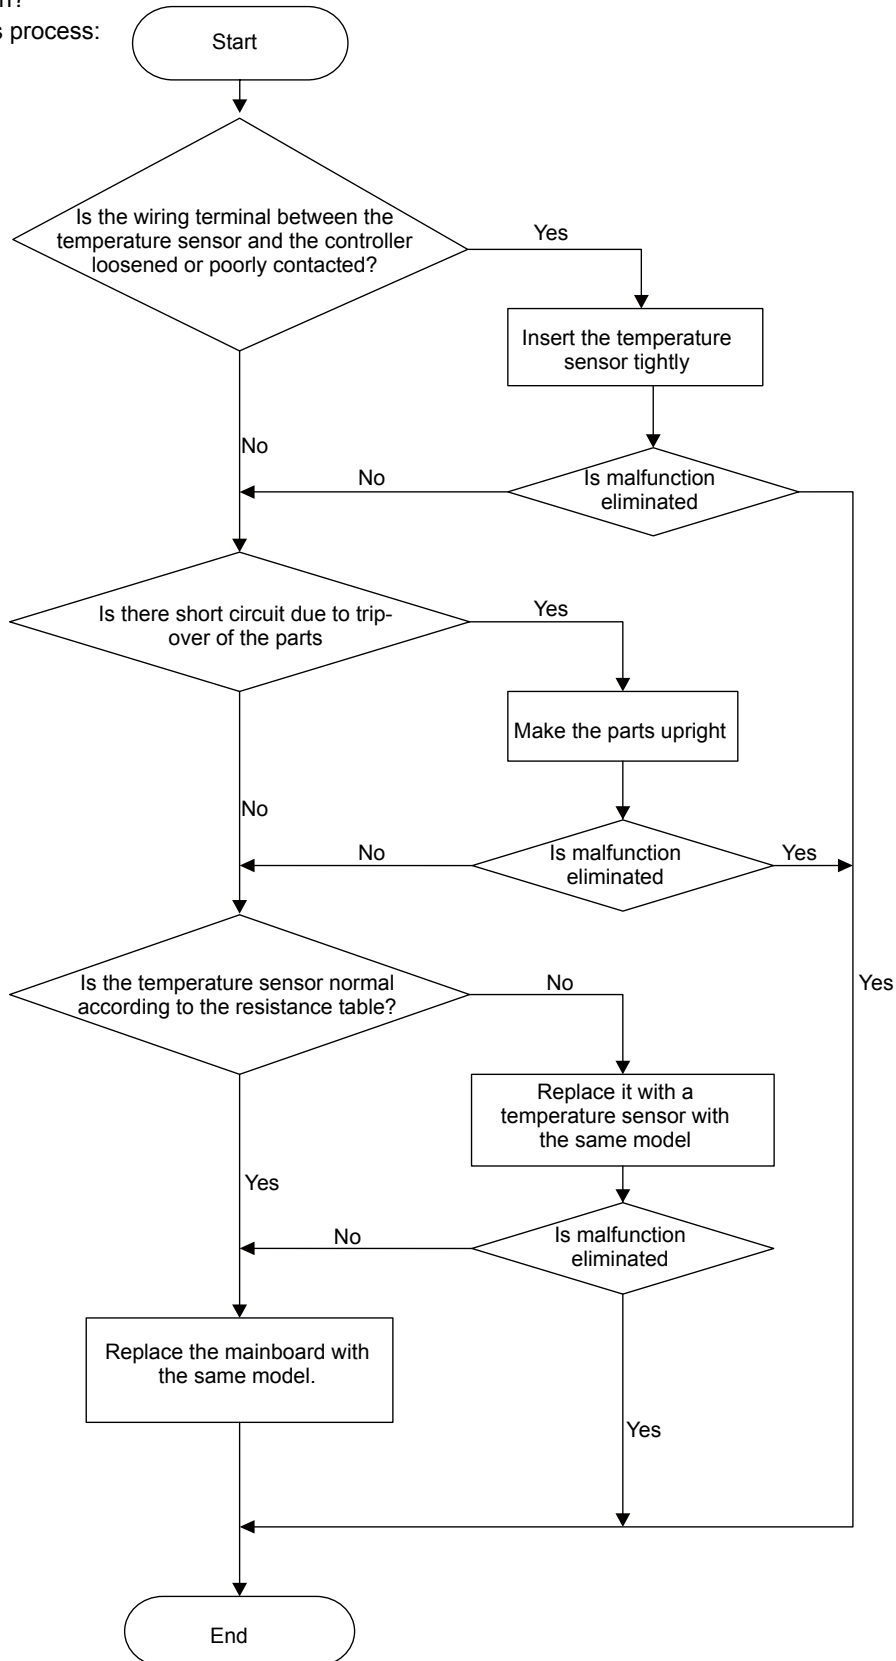 s process:
Start
Is the wiring terminal between the
temperature sensor and the controller
loosened or poorly contacted?
Yes
Insert the temperature
sensor tightly
No
No
Is malfunction
eliminated
Is there short circuit due to trip-
over of the parts
Yes
Make the parts upright
No
No
Is malfunction
eliminated
Yes
Is the temperature sensor normal
according to the resistance table?
No
Yes
Replace it with a
temperature sensor with
the same model
Yes
No
Is malfunction
eliminated
Replace the mainboard with
the same model.
Yes
End